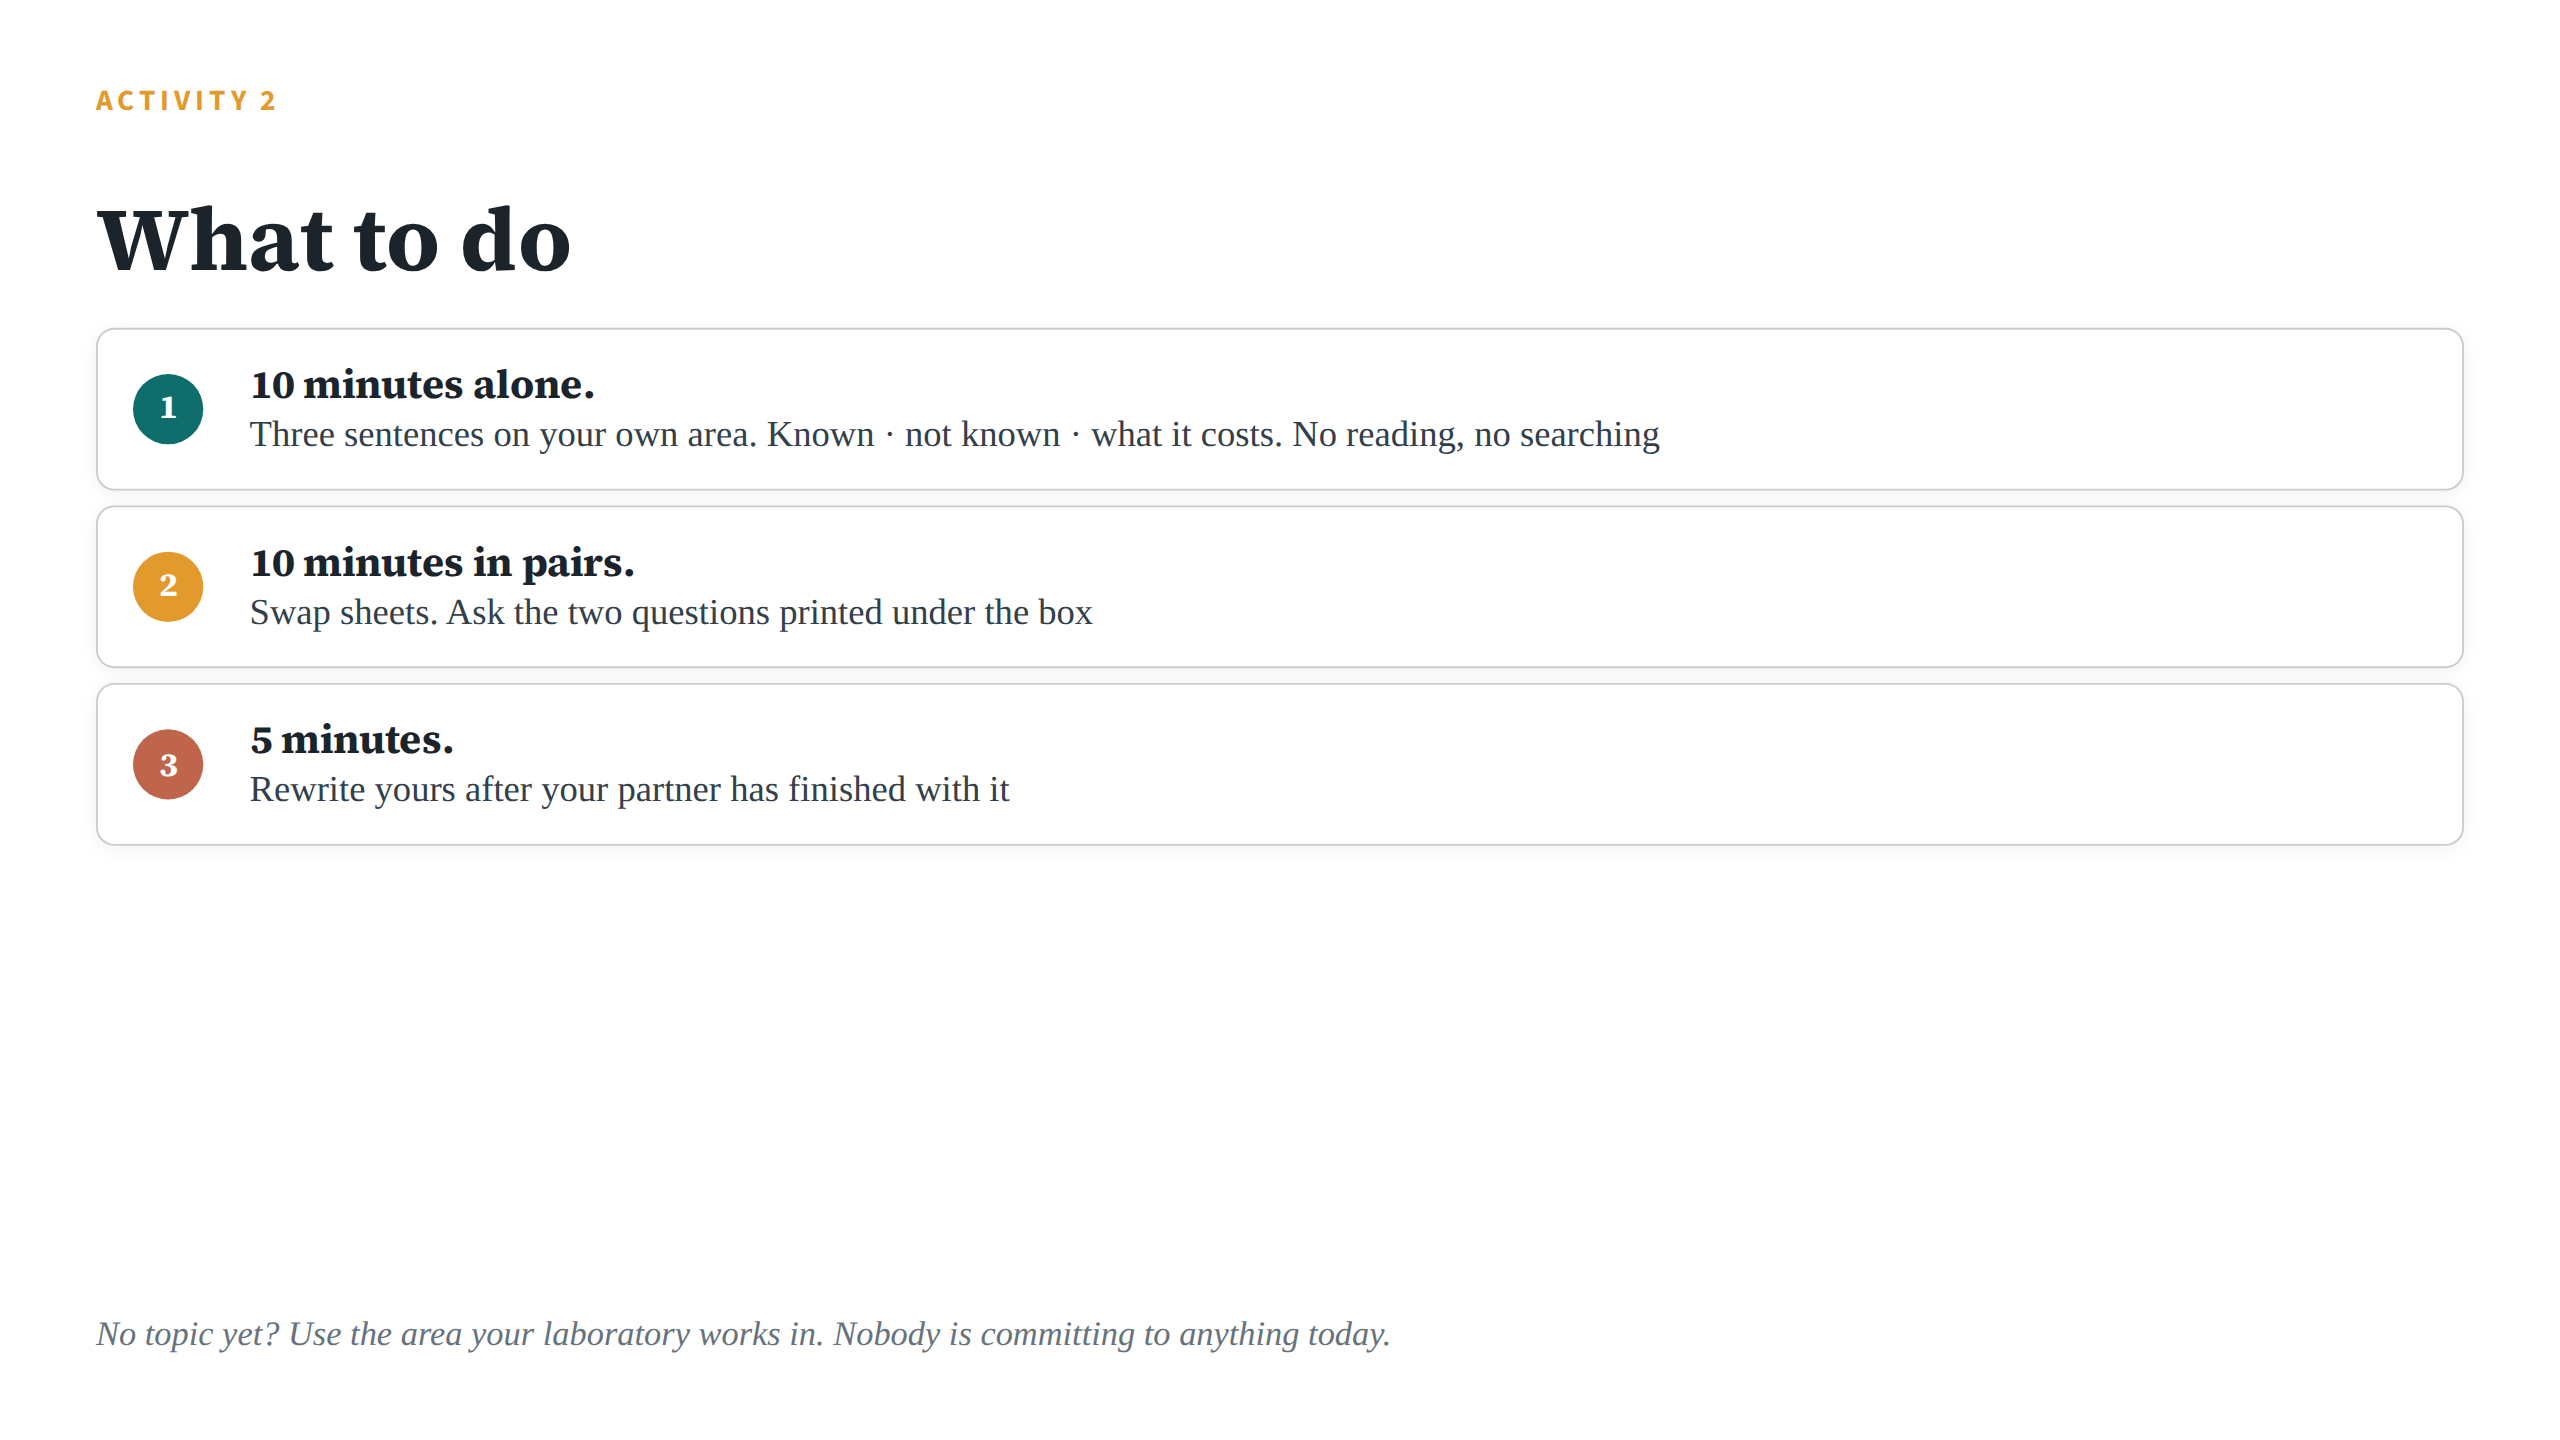 ACTIVITY 2
What to do
1
10 minutes alone.
Three sentences on your own area. Known · not known · what it costs. No reading, no searching
2
10 minutes in pairs.
Swap sheets. Ask the two questions printed under the box
3
5 minutes.
Rewrite yours after your partner has finished with it
No topic yet? Use the area your laboratory works in. Nobody is committing to anything today.